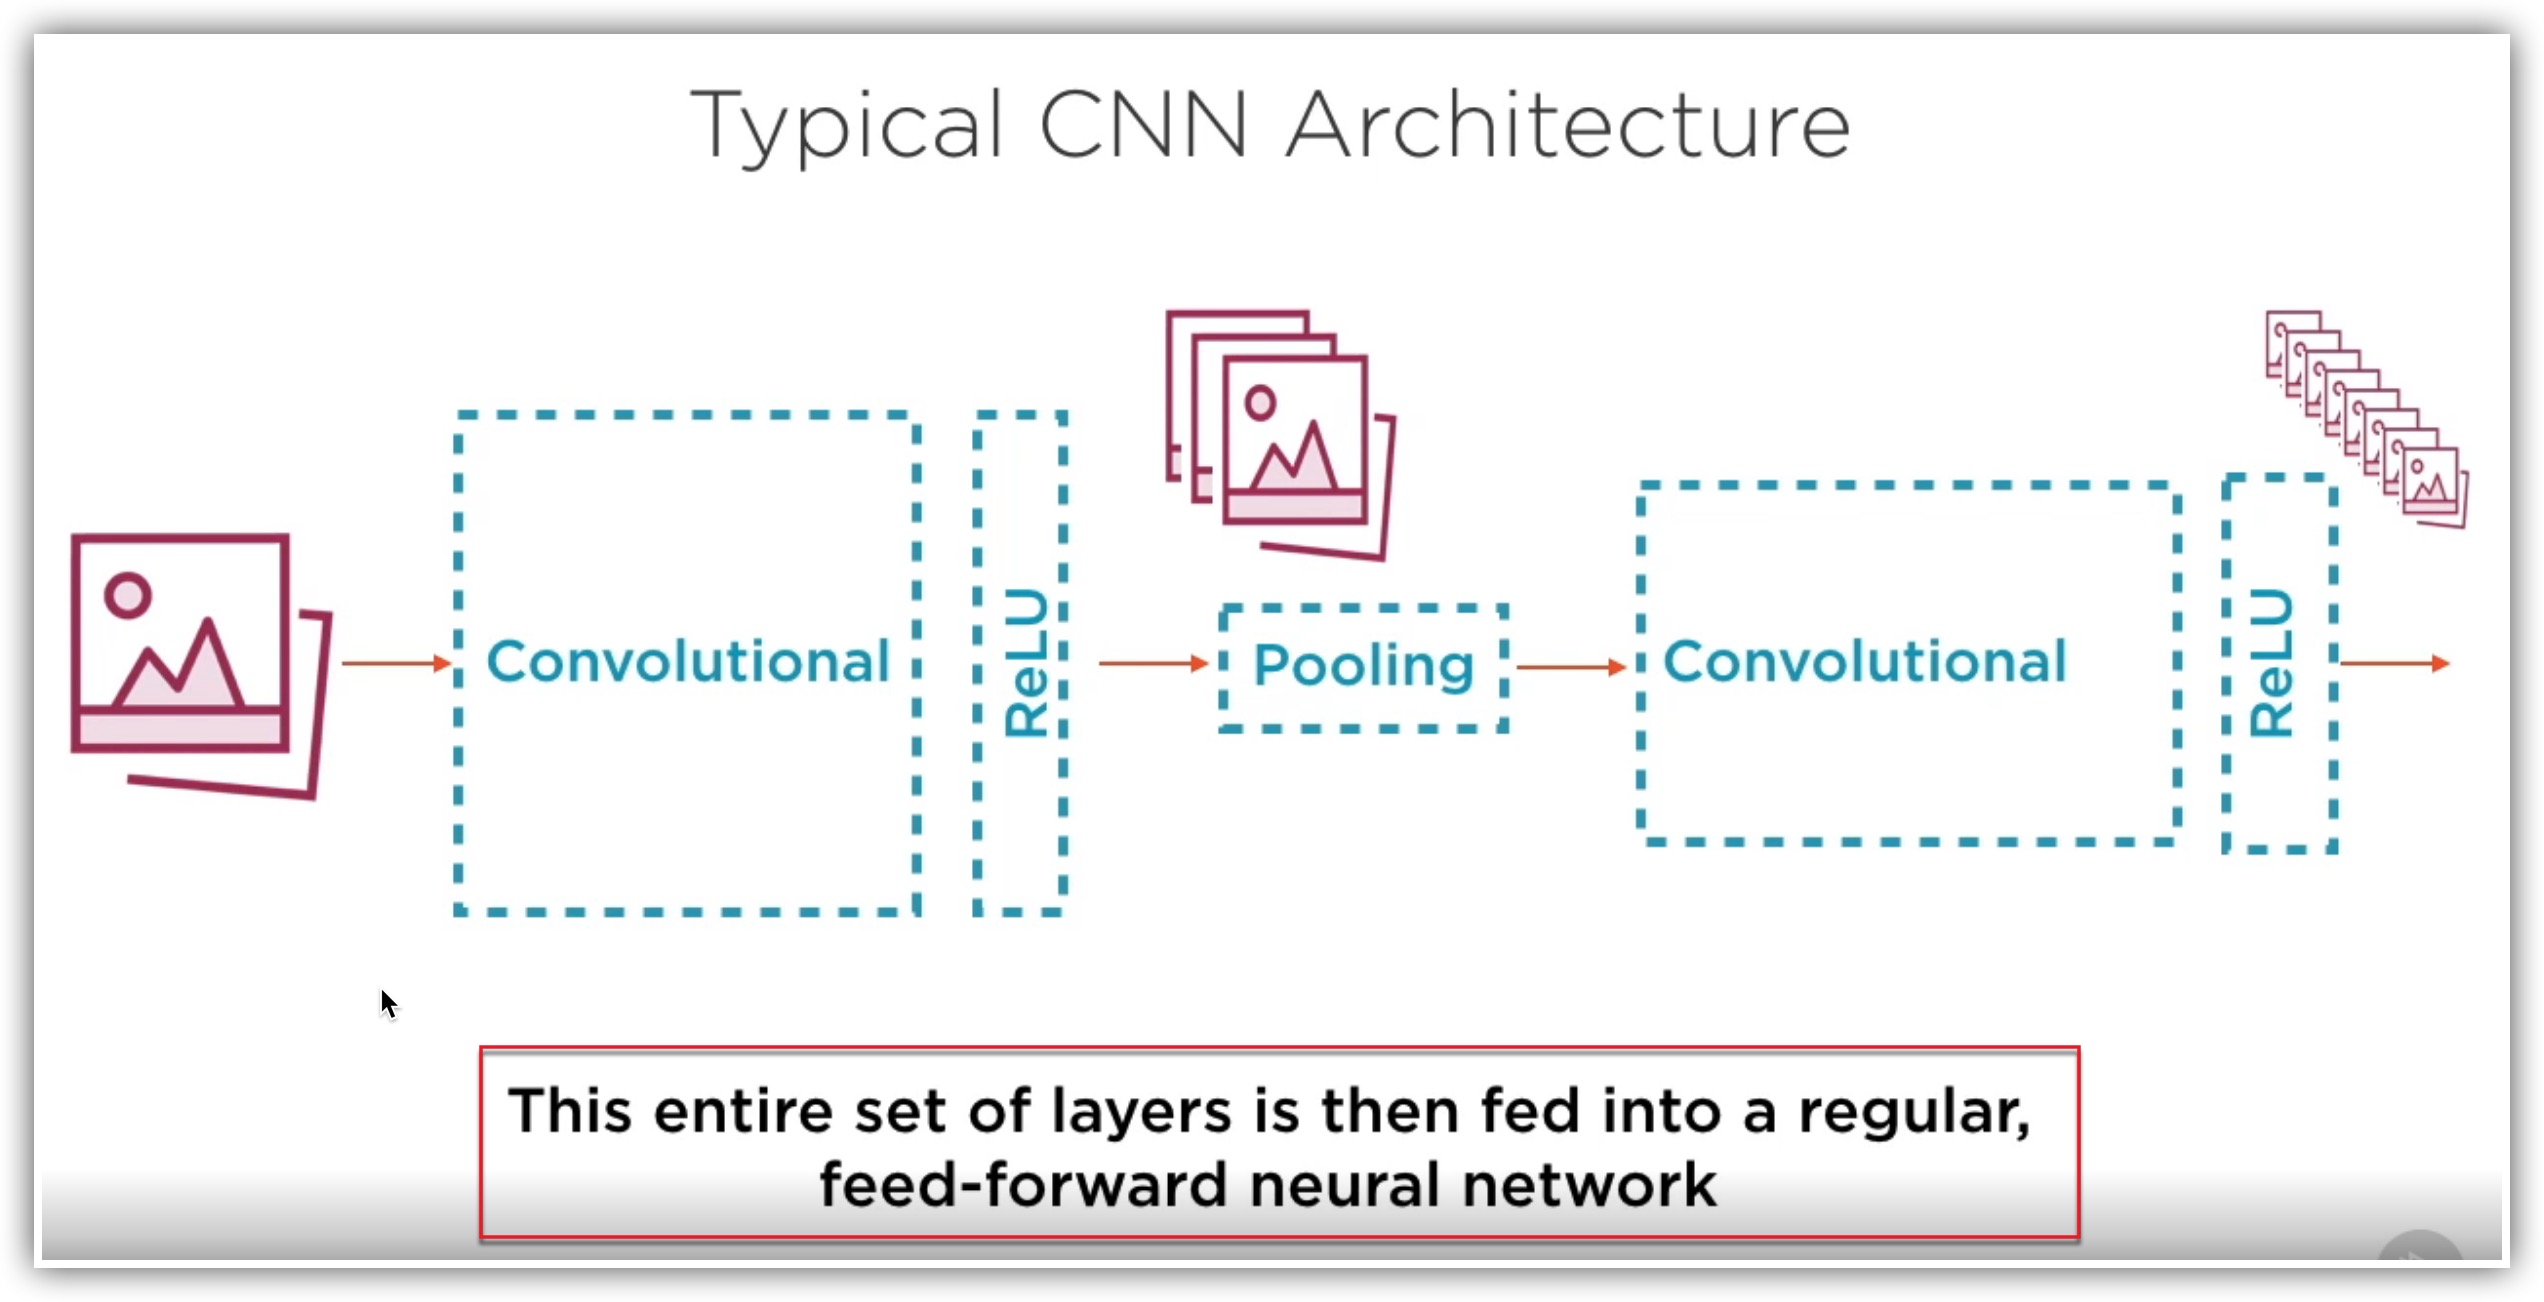 Typical CNN Architecture
Convolutional
ReLU
Pooling
Convolutional
ReLU
This entire set of layers is then fed into a regular,
feed-forward neural network